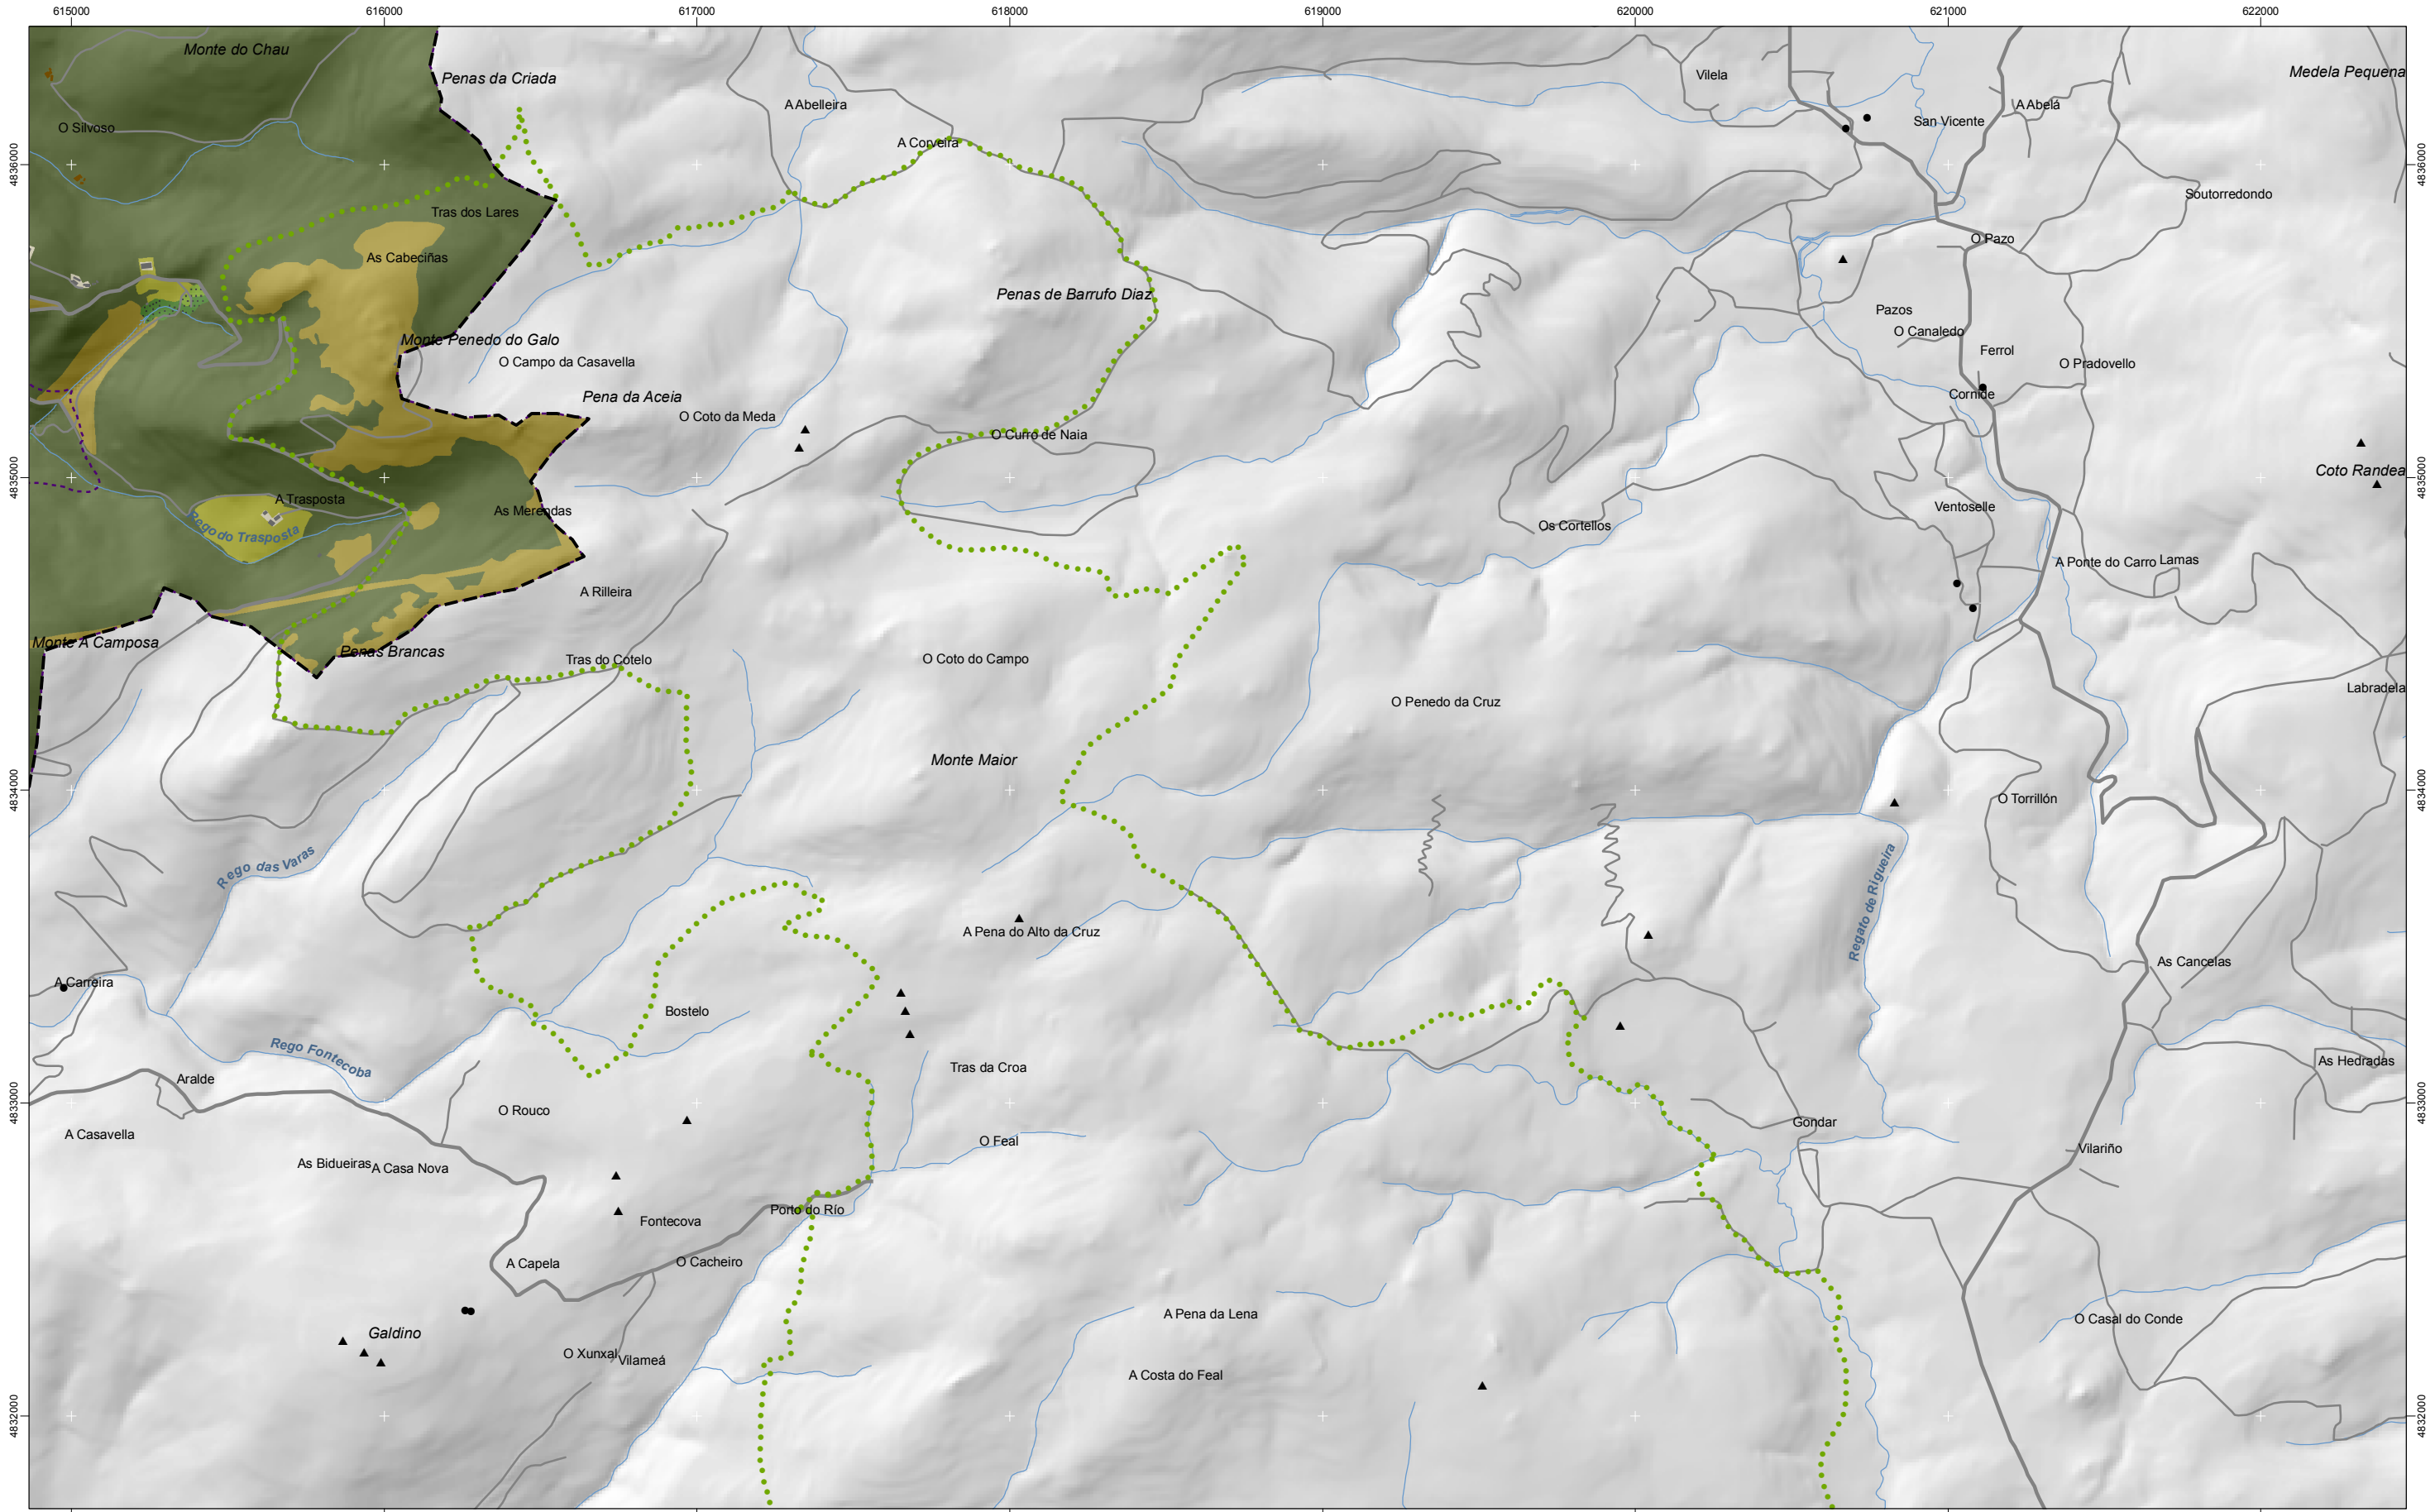 615000 616000 617000 618000 619000 620000 621000 622000
Monte do Chau
Penas da Criada
Vilela
Medela Pequena
A Abelleira
A Abelá
San Vicente
O Silvoso
A Corveira
4836000
4836000
Soutorredondo
Tras dos Lares
O Pazo
As Cabeciñas
Penas de Barrufo Diaz
Pazos
O Canaledo
Monte Penedo do Galo
Ferrol
O Campo da Casavella
O Pradovello
Pena da Aceia
Cornide
O Coto da Meda
O Curro de Naia
Coto Randea
4835000
4835000
A Trasposta
Ventoselle
As Merendas
Os Cortellos
Rego do Trasposta
A Ponte do Carro
Lamas
A Rilleira
Monte A Camposa
Penas Brancas
Tras do Cotelo
O Coto do Campo
Labradela
O Penedo da Cruz
Monte Maior
4834000
4834000
O Torrillón
Rego das Varas
Regato de Rigueira
A Pena do Alto da Cruz
As Cancelas
A Carreira
Bostelo
Rego Fontecoba
As Hedradas
Tras da Croa
Aralde
4833000
4833000
O Rouco
Gondar
A Casavella
O Feal
Vilariño
As Bidueiras
A Casa Nova
Porto do Río
Fontecova
O Cacheiro
A Capela
A Pena da Lena
O Casal do Conde
Galdino
O Xunxal
Vilameá
A Costa do Feal
4832000
4832000